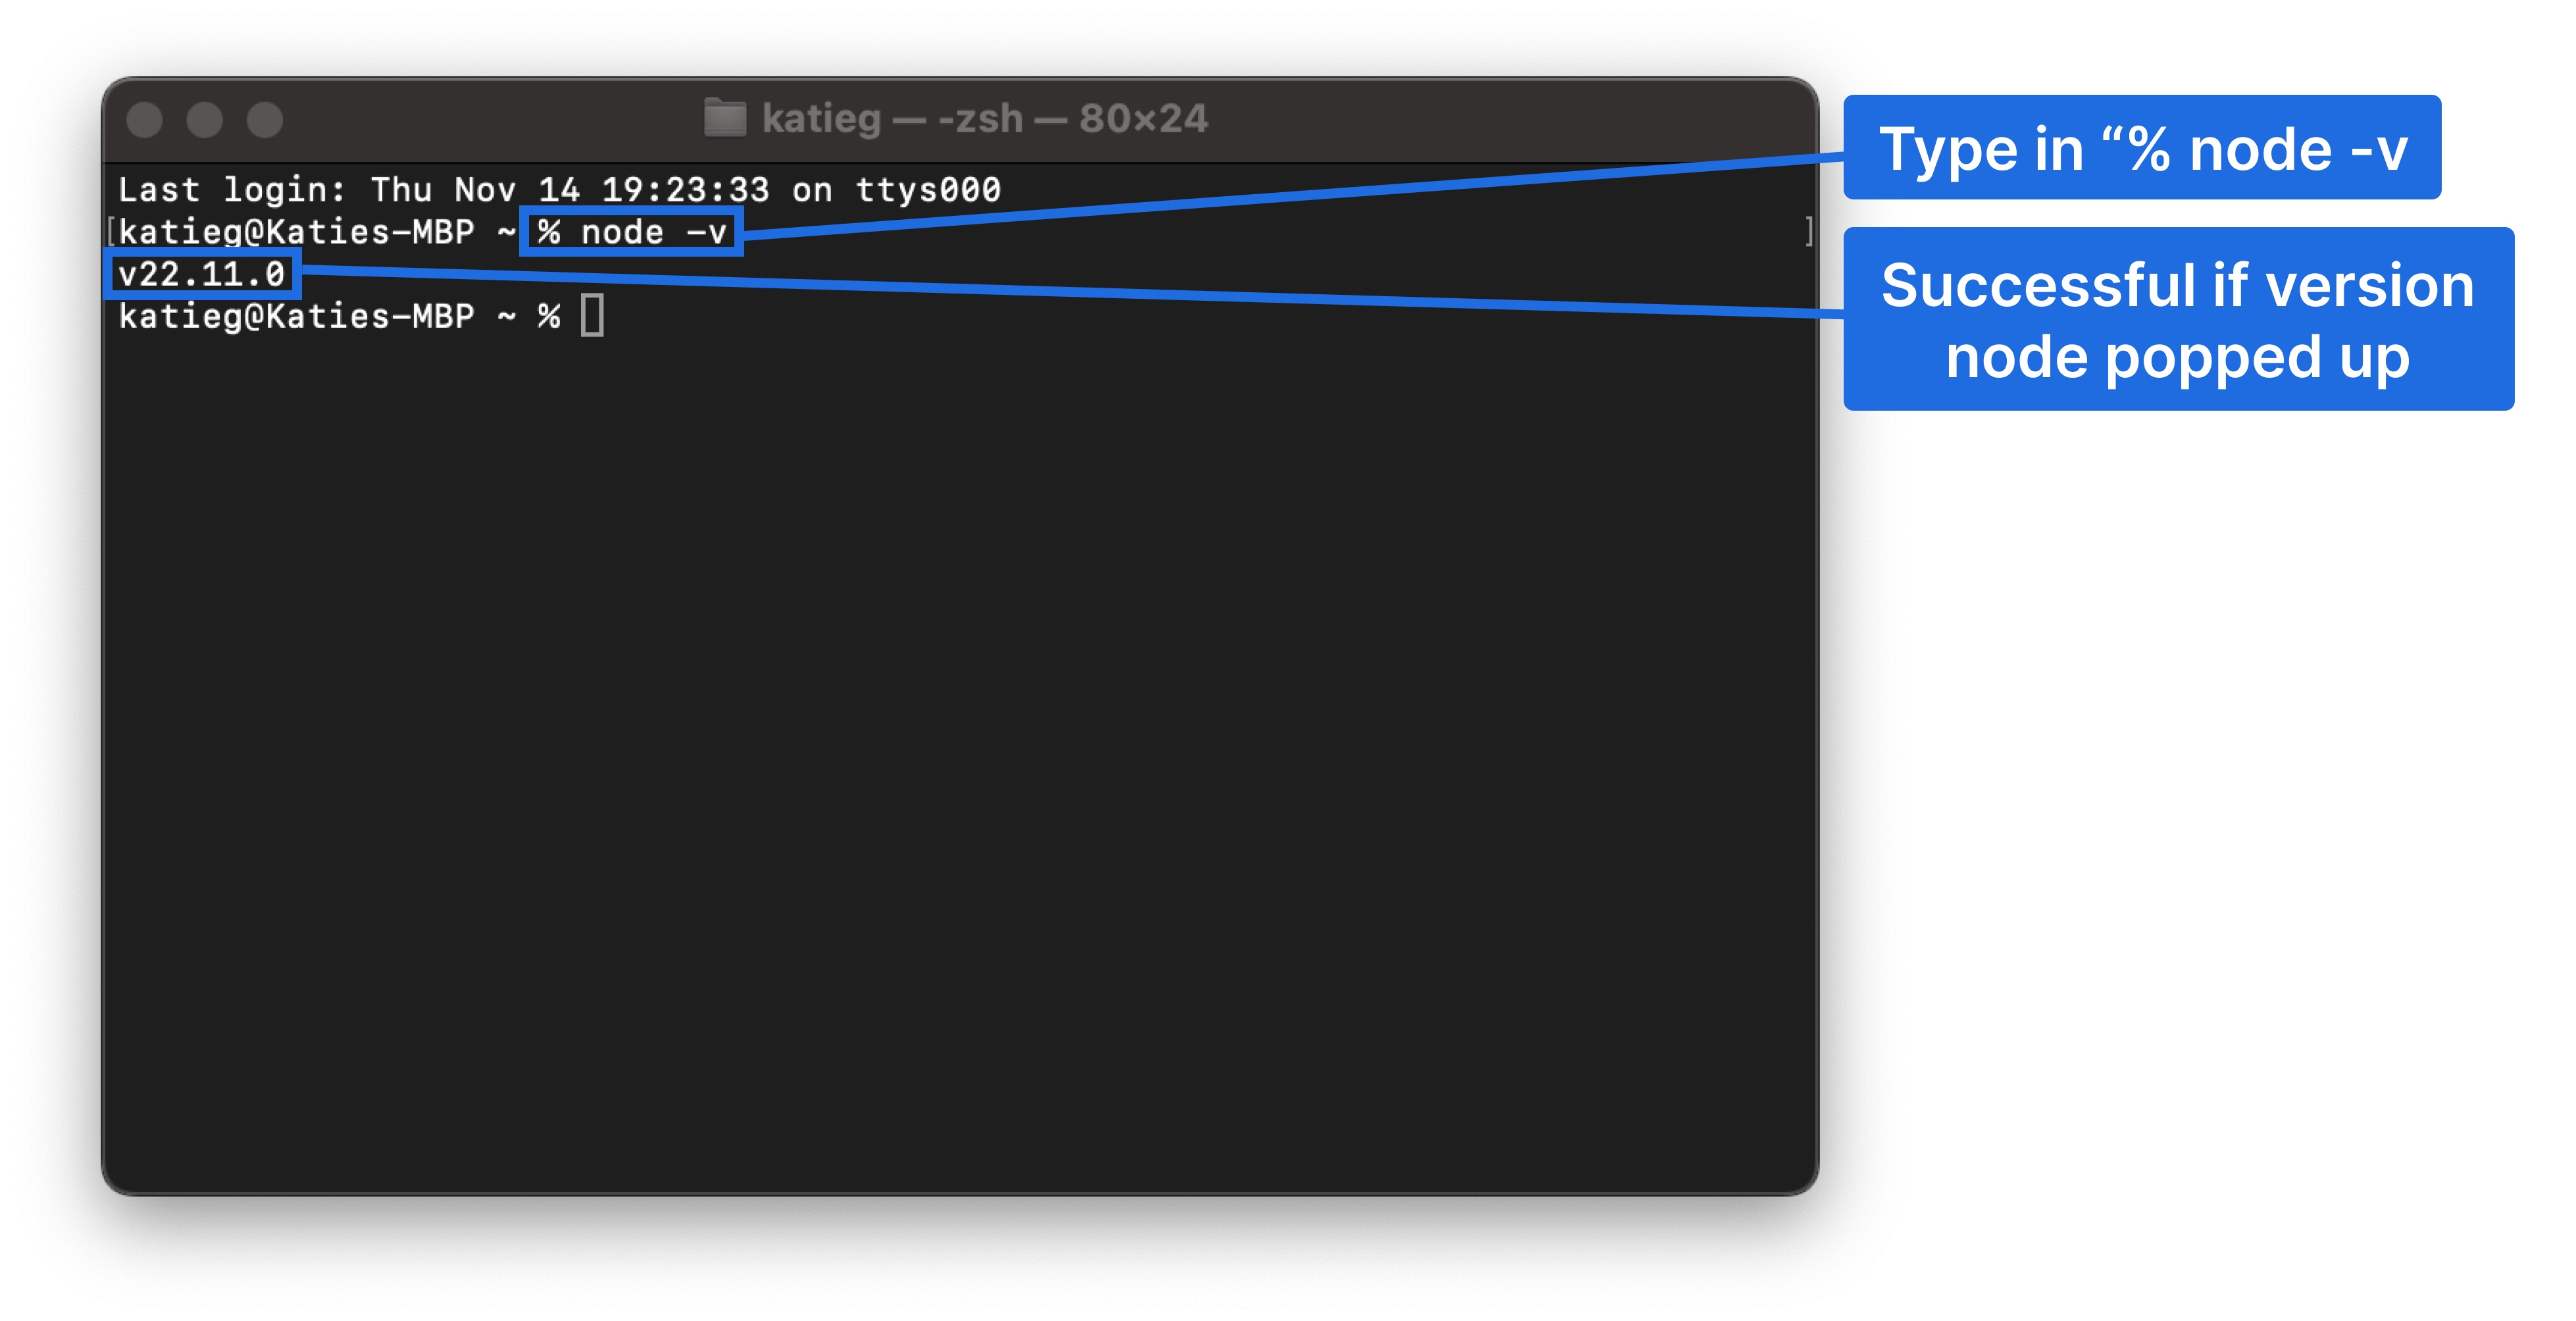 katieg — -zsh — 80×24
Last login: Thu Nov 14 19:23:33 on ttys000
[katieg@Katies-MBP ~ % node -v ]
v22.11.0
katieg@Katies-MBP ~ %
Type in “% node -v
Successful if version
node popped up